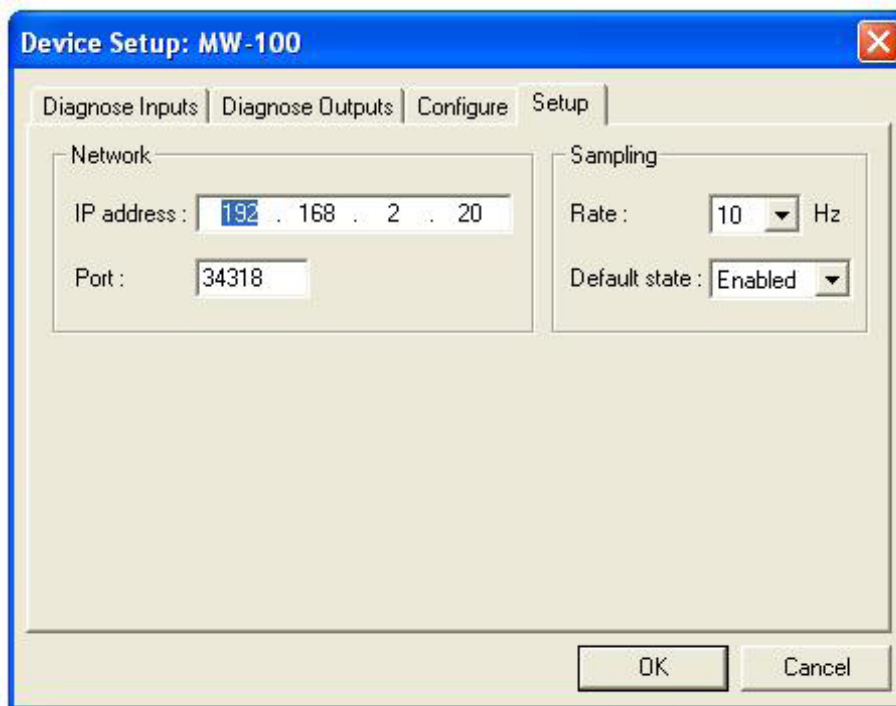 Device Setup: MW-100
Diagnose Inputs Diagnose Outputs Configure Setup
Network
IP address : 192 . 168 . 2 . 20
Port : 34318
Sampling
Rate : 10 Hz
Default state : Enabled
OK Cancel